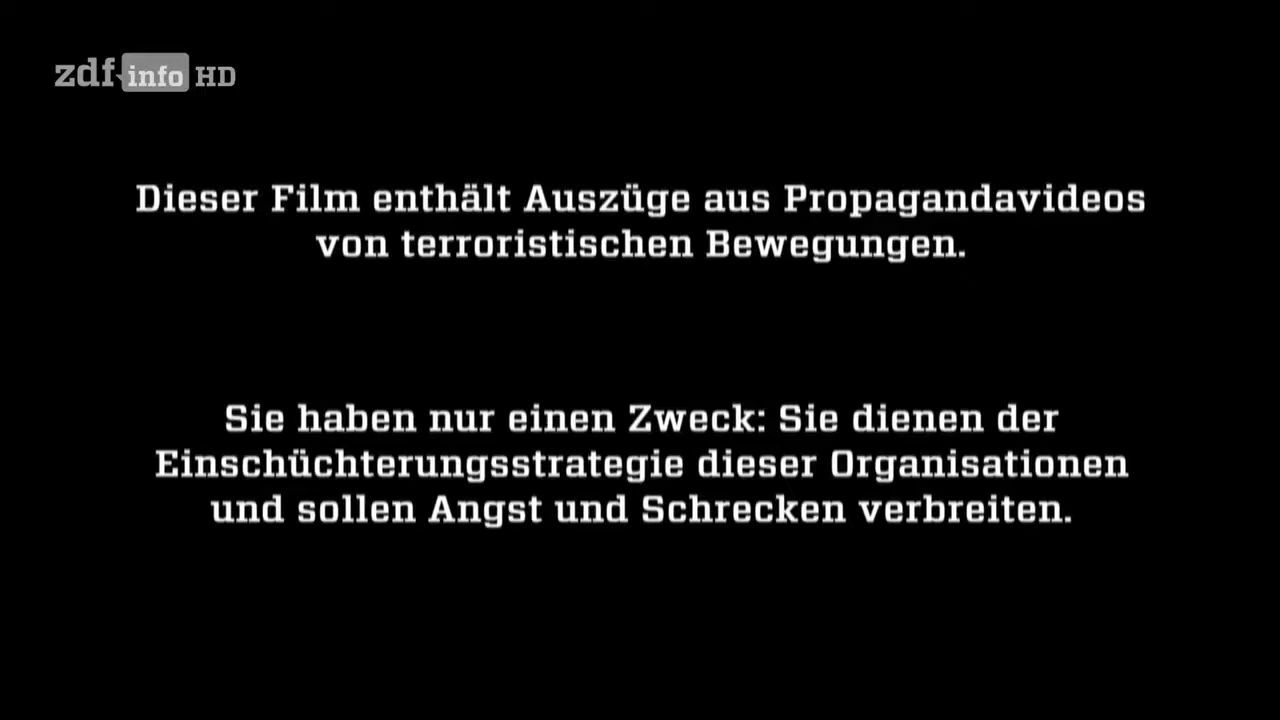 zdf info HD
Dieser Film enthält Auszüge aus Propagandavideos
von terroristischen Bewegungen.
Sie haben nur einen Zweck: Sie dienen der
Einschüchterungsstrategie dieser Organisationen
und sollen Angst und Schrecken verbreiten.